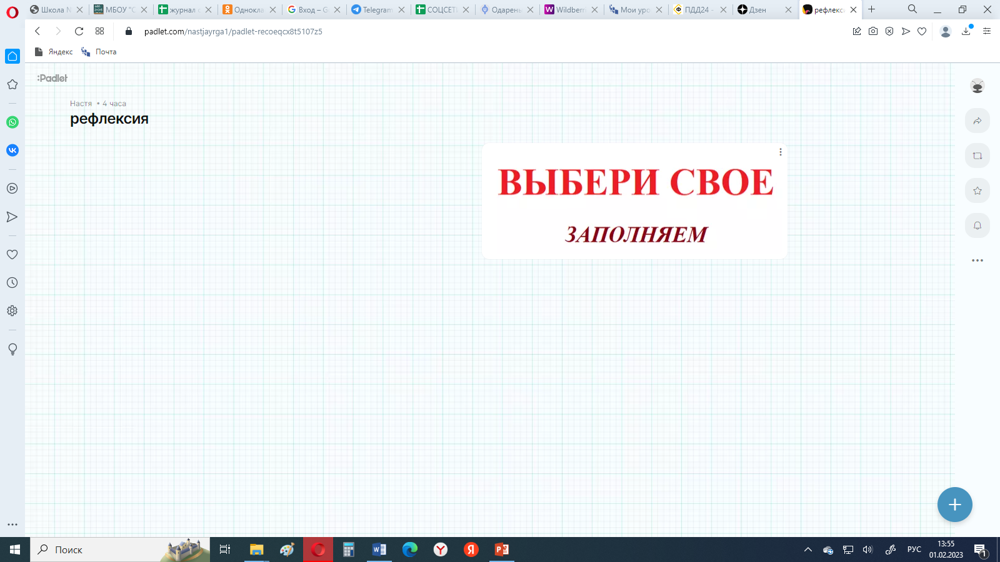 Школа N
МБОУ "С
журнал
Однокла
Вход – G
Telegram
СОЦСЕТ
Одарень
Wildberr
Мои уро
ПДД24 -
Дзен
рефлекс
padlet.com/nastjayrga1/padlet-recoeqcx8t5107z5
Яндекс
Почта
:Padlet
Настя • 4 часа
рефлексия
ВЫБЕРИ СВОЕ
ЗАПОЛНЯЕМ
Поиск
РУС
13:55
01.02.2023
1